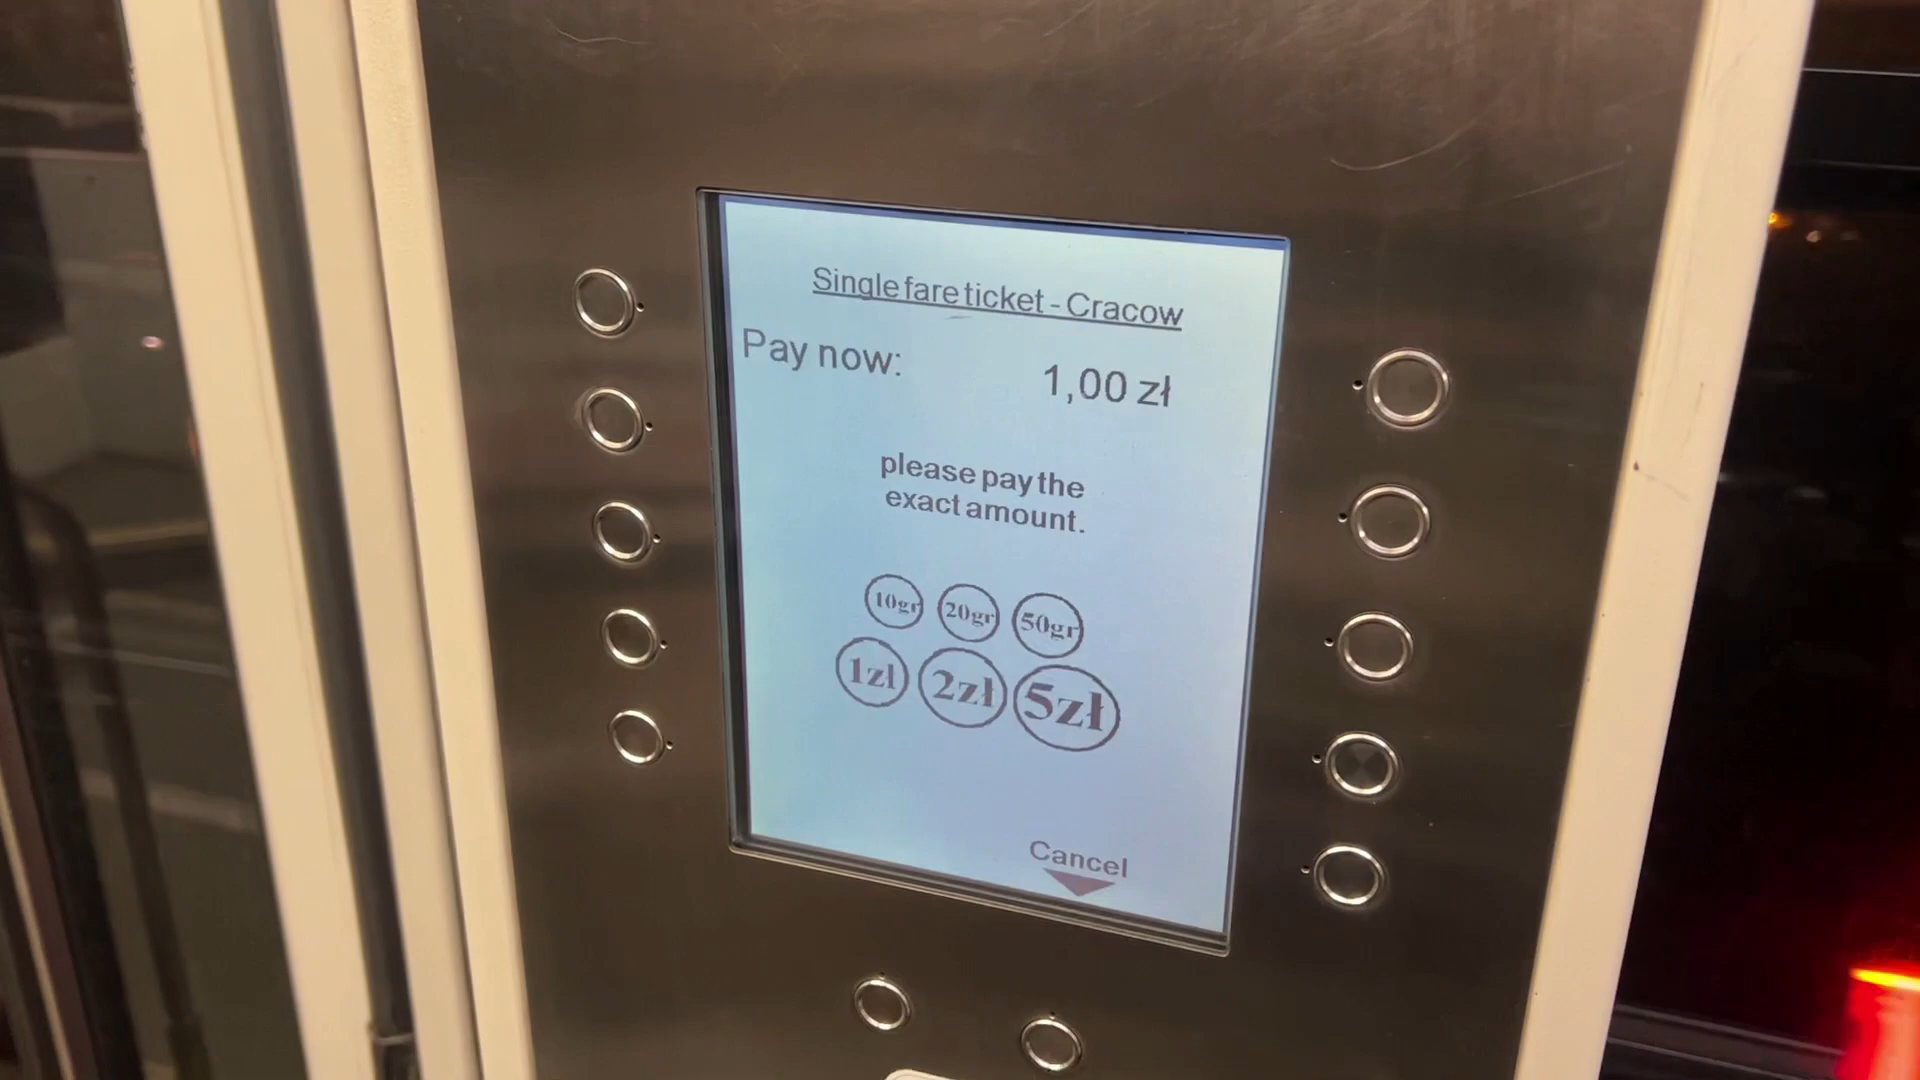 Single fare ticket - Cracow
Pay now: 1,00 zł
please pay the
exact amount.
10gr 20gr 50gr
1zł 2zł 5zł
Cancel